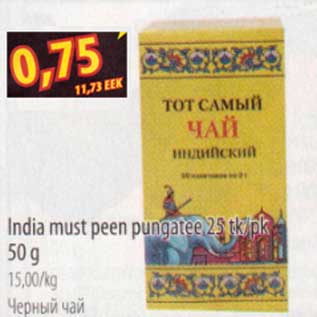 0,75
11,73 EEK
ТОТ САМЫЙ
ЧАЙ
ИНДИЙСКИЙ
India must peen pungatee 25 tk/pk
50 g
15,00/kg
Черный чай